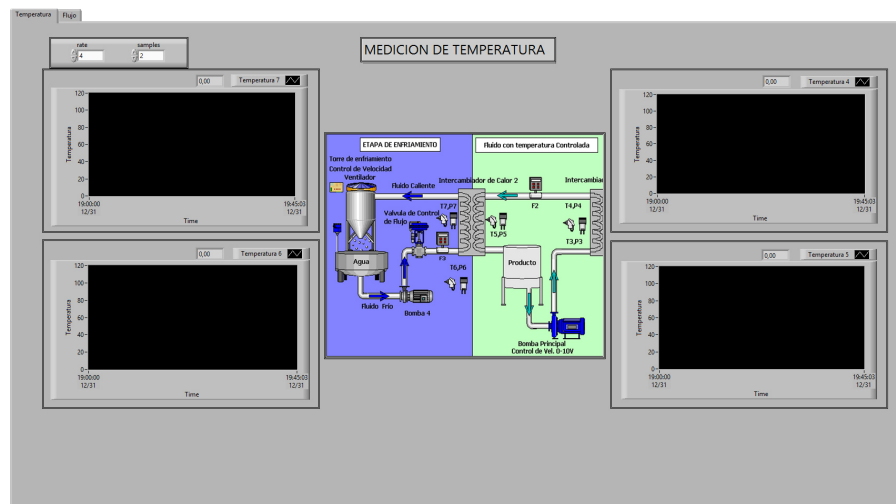 Temperatura Flujo
rate samples
4 2
MEDICION DE TEMPERATURA
0,00 Temperatura 7
120
100
80
60
40
20
0
Temperatura
19:00:00 19:45:03
12/31 12/31
Time
0,00 Temperatura 4
120
100
80
60
40
20
0
Temperatura
19:00:00 19:45:03
12/31 12/31
Time
ETAPA DE ENFRIAMIENTO
Fluido con temperatura Controlada
Torre de enfriamiento
Control de Velocidad
Ventilador
Fluido Caliente
Intercambiador de Calor 2
Intercambia
T7,P7
F2
T4,P4
Valvula de Control
de Flujo
T5,P5
T3,P3
F3
Agua
Producto
T6,P6
Fluido Frio
Bomba 4
Bomba Principal
Control de Vel. 0-10V
0,00 Temperatura 6
120
100
80
60
40
20
0
Temperatura
19:00:00 19:45:03
12/31 12/31
Time
0,00 Temperatura 5
120
100
80
60
40
20
0
Temperatura
19:00:00 19:45:03
12/31 12/31
Time